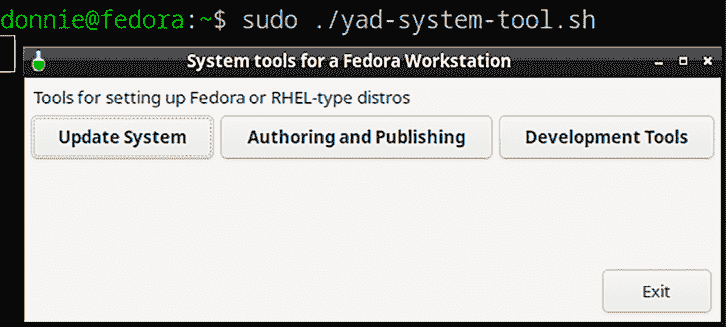 donnie@fedora:~$ sudo ./yad-system-tool.sh
System tools for a Fedora Workstation
Tools for setting up Fedora or RHEL-type distros
Update System Authoring and Publishing Development Tools
Exit